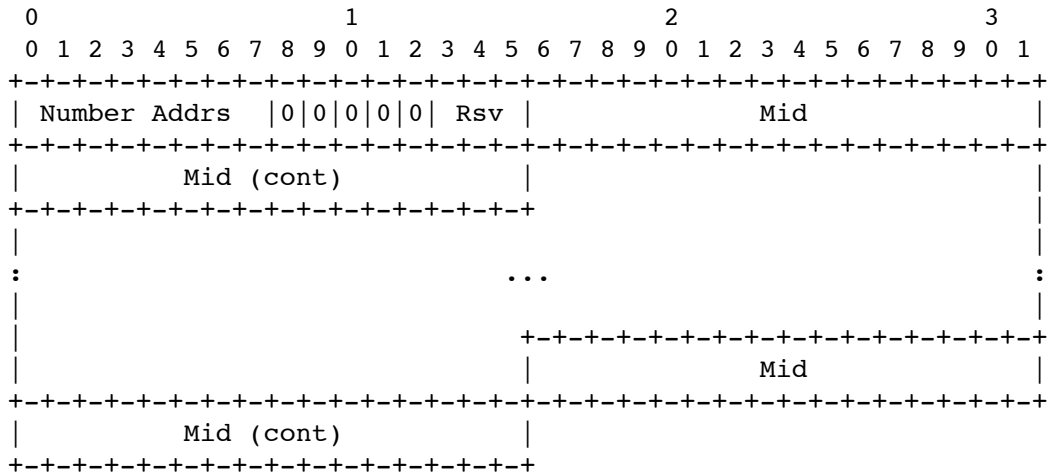 0                   1                   2                   3
 0 1 2 3 4 5 6 7 8 9 0 1 2 3 4 5 6 7 8 9 0 1 2 3 4 5 6 7 8 9 0 1
+-+-+-+-+-+-+-+-+-+-+-+-+-+-+-+-+-+-+-+-+-+-+-+-+-+-+-+-+-+-+-+-+
| Number Addrs  |0|0|0|0|0| Rsv |              Mid              |
+-+-+-+-+-+-+-+-+-+-+-+-+-+-+-+-+-+-+-+-+-+-+-+-+-+-+-+-+-+-+-+-+
|          Mid (cont)           |                               |
+-+-+-+-+-+-+-+-+-+-+-+-+-+-+-+-+                               |
|                                                               |
:                              ...                              :
|                                                               |
|                               +-+-+-+-+-+-+-+-+-+-+-+-+-+-+-+-+
|                               |              Mid              |
+-+-+-+-+-+-+-+-+-+-+-+-+-+-+-+-+-+-+-+-+-+-+-+-+-+-+-+-+-+-+-+-+
|          Mid (cont)           |
+-+-+-+-+-+-+-+-+-+-+-+-+-+-+-+-+